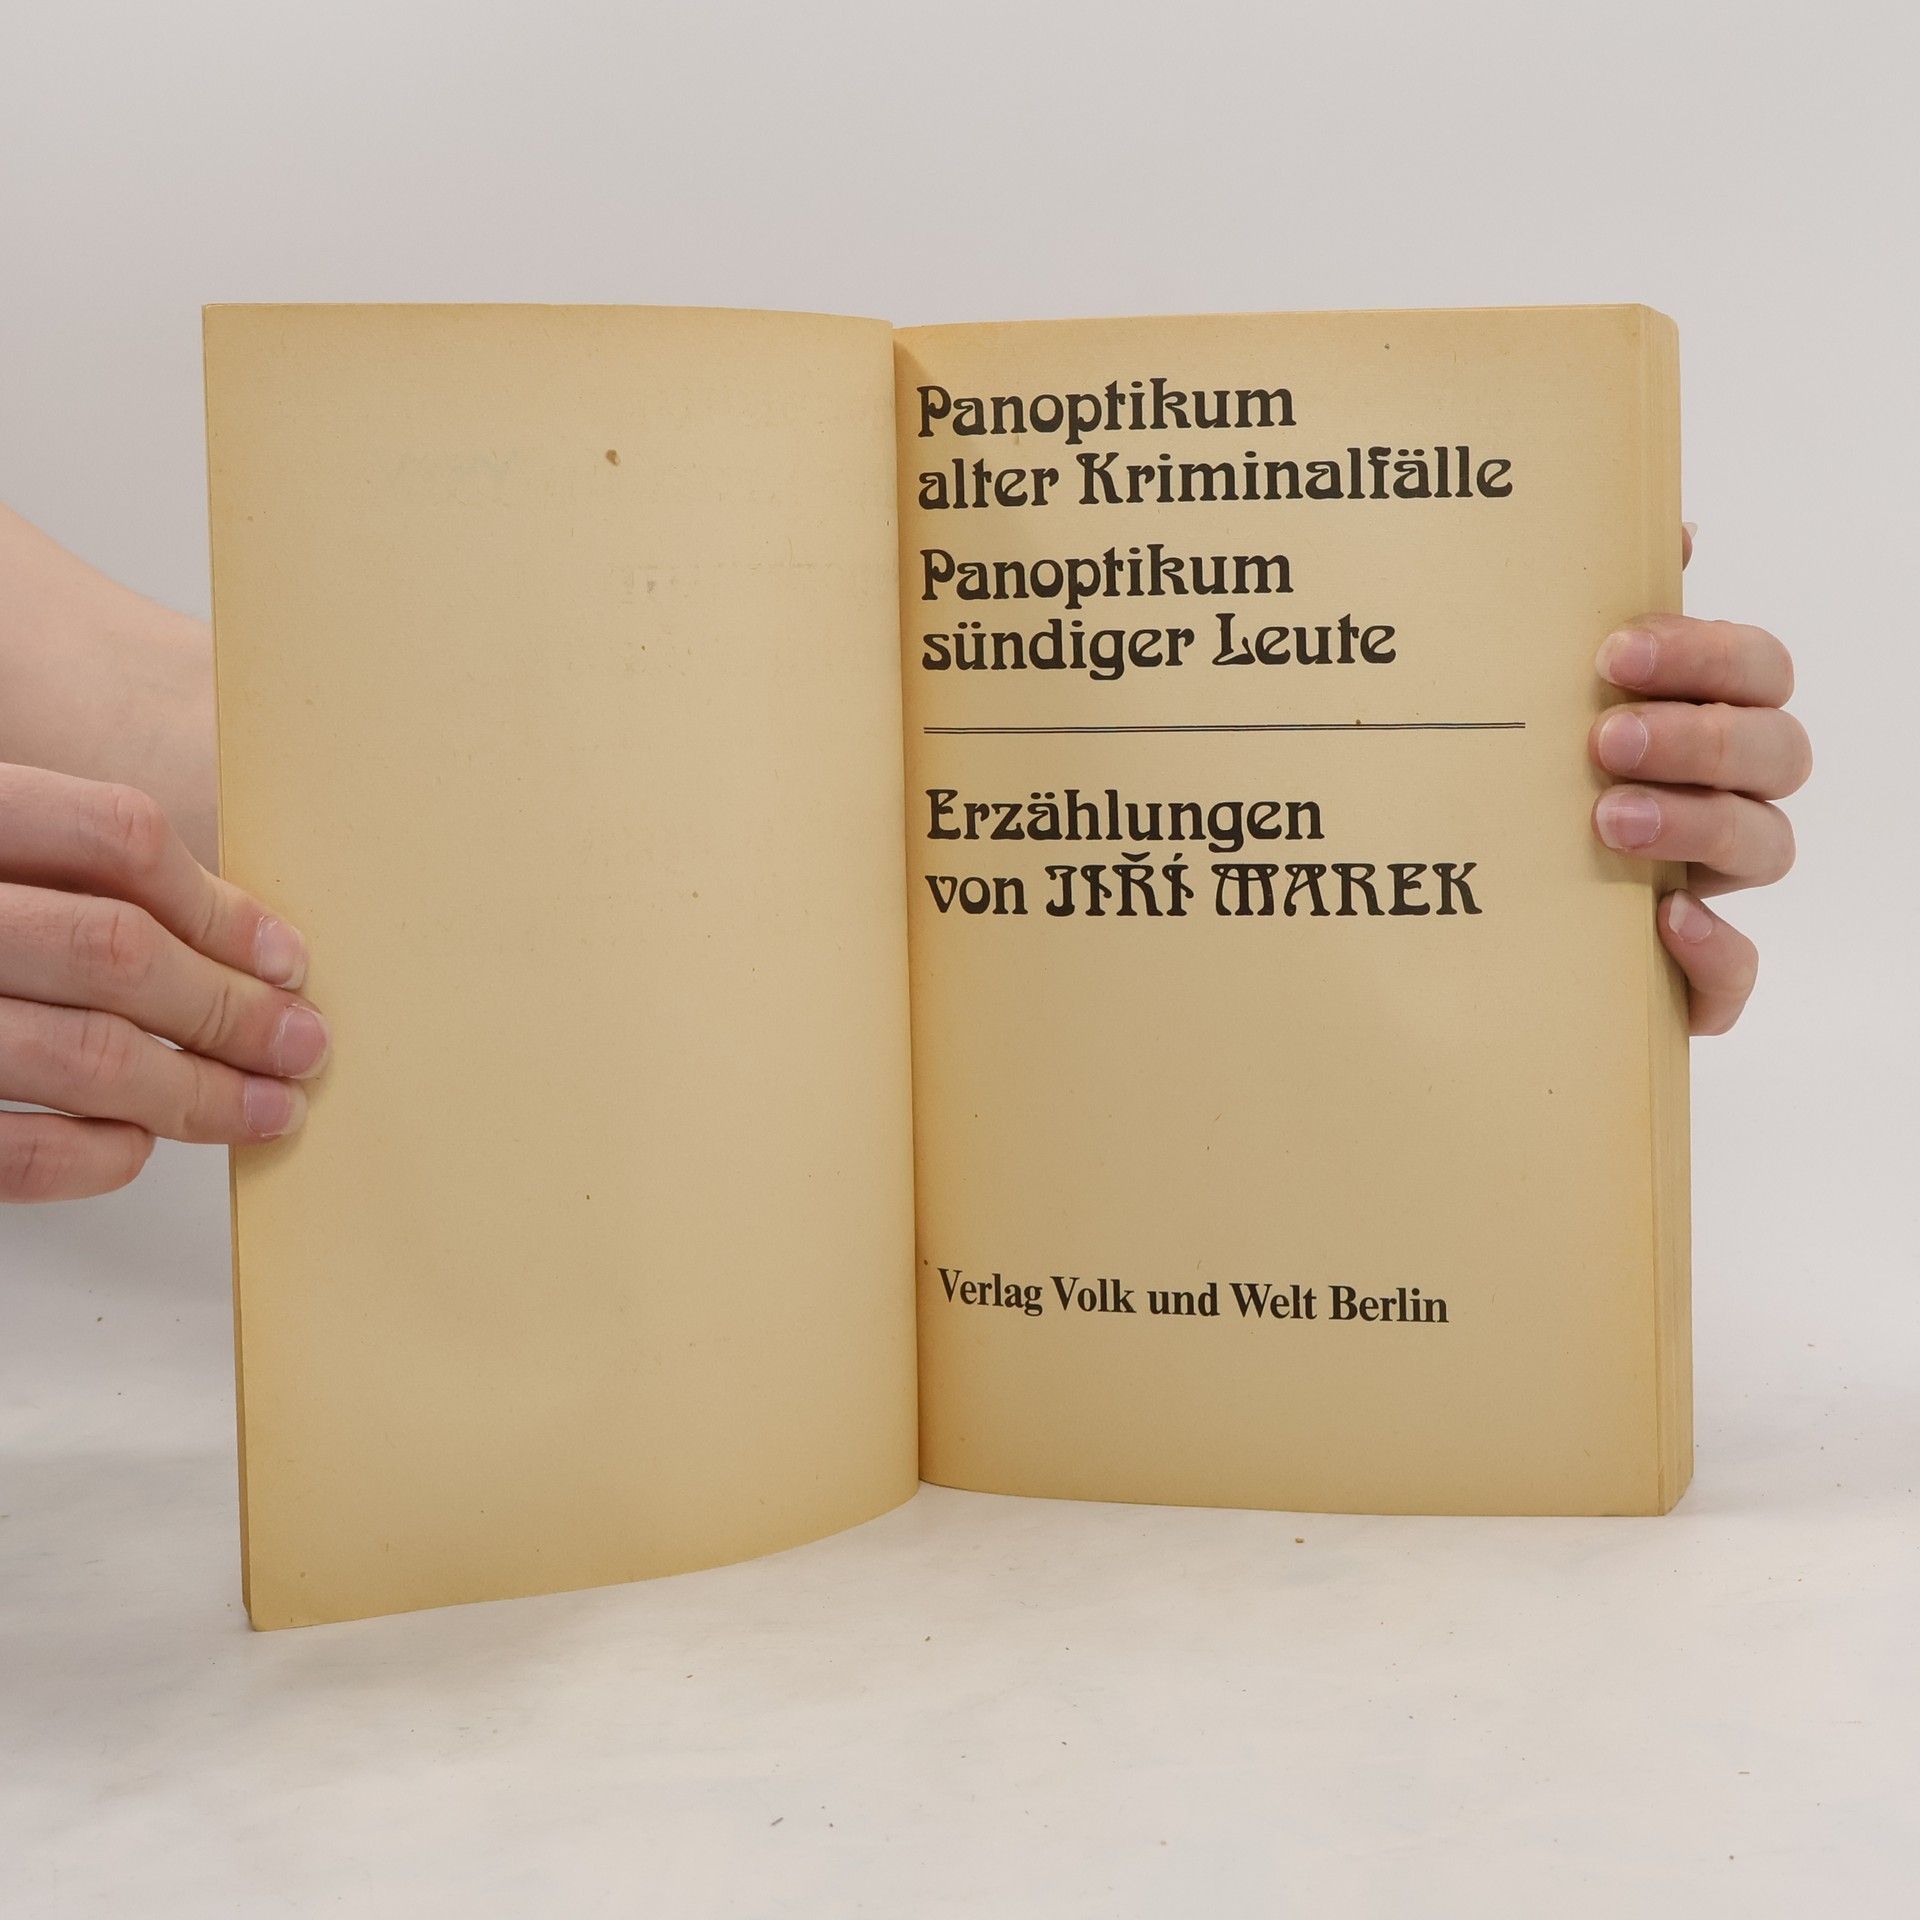 Panoptikum
alter Kriminalfälle
Panoptikum
sündiger Leute
Erzählungen
von JIŘÍ MAREK
Verlag Volk und Welt Berlin